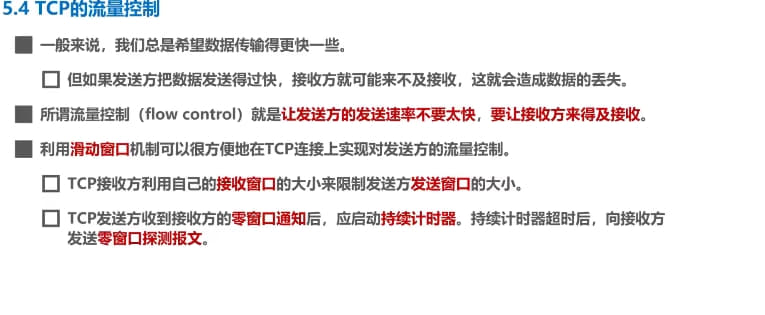 5.4 TCP的流量控制
一般来说，我们总是希望数据传输得更快一些。
但如果发送方把数据发送得过快，接收方就可能来不及接收，这就会造成数据的丢失。
所谓流量控制（flow control）就是让发送方的发送速率不要太快，要让接收方来得及接收。
利用滑动窗口机制可以很方便地在TCP连接上实现对发送方的流量控制。
TCP接收方利用自己的接收窗口的大小来限制发送方发送窗口的大小。
TCP发送方收到接收方的零窗口通知后，应启动持续计时器。持续计时器超时后，向接收方
发送零窗口探测报文。